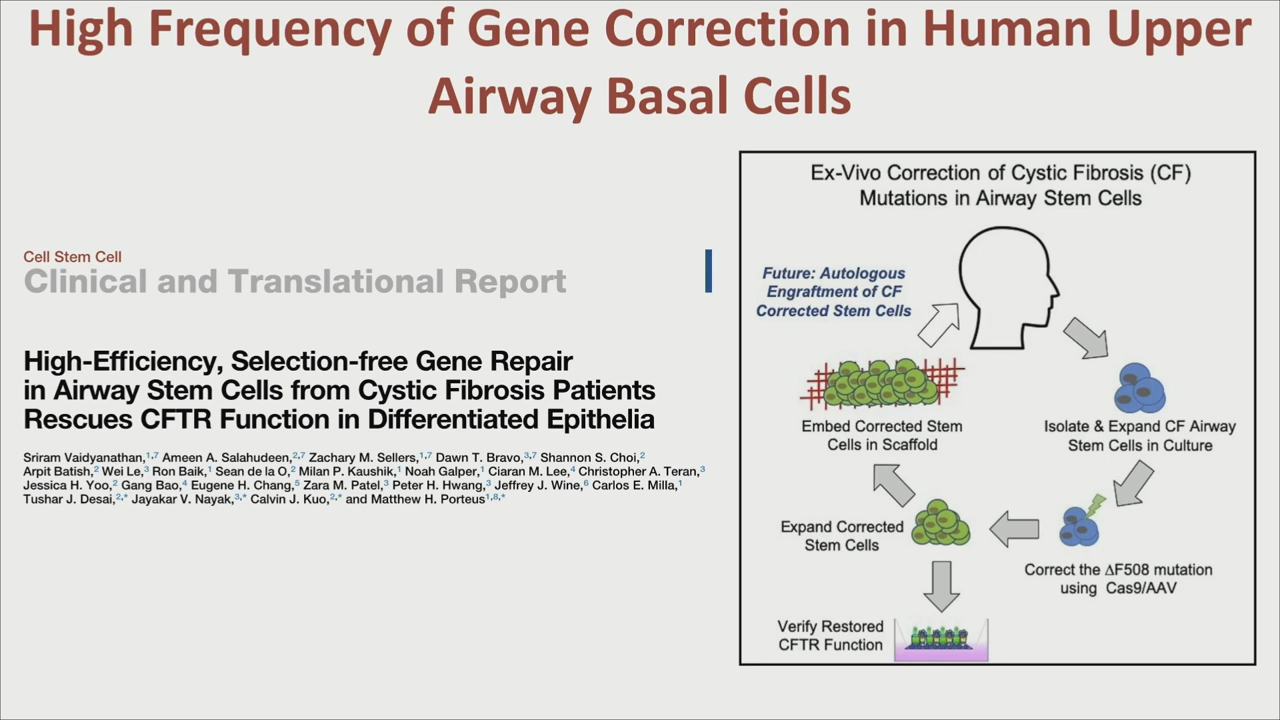 High Frequency of Gene Correction in Human Upper
Airway Basal Cells
Cell Stem Cell
Clinical and Translational Report
High-Efficiency, Selection-free Gene Repair
in Airway Stem Cells from Cystic Fibrosis Patients
Rescues CFTR Function in Differentiated Epithelia
Sriram Vaidyanathan,1,7 Ameen A. Salahudeen,2,7 Zachary M. Sellers,1,7 Dawn T. Bravo,3,7 Shannon S. Choi,2
Arpit Batish,2 Wei Le,3 Ron Baik,1 Sean de la O,2 Milan P. Kaushik,1 Noah Galper,1 Ciaran M. Lee,4 Christopher A. Teran,3
Jessica H. Yoo,2 Gang Bao,4 Eugene H. Chang,5 Zara M. Patel,3 Peter H. Hwang,3 Jeffrey J. Wine,6 Carlos E. Milla,1
Tushar J. Desai,2,* Jayakar V. Nayak,3,* Calvin J. Kuo,2,* and Matthew H. Porteus1,8,*
Ex-Vivo Correction of Cystic Fibrosis (CF)
Mutations in Airway Stem Cells
Future: Autologous
Engraftment of CF
Corrected Stem Cells
Embed Corrected Stem
Cells in Scaffold
Isolate & Expand CF Airway
Stem Cells in Culture
Expand Corrected
Stem Cells
Correct the ΔF508 mutation
using Cas9/AAV
Verify Restored
CFTR Function